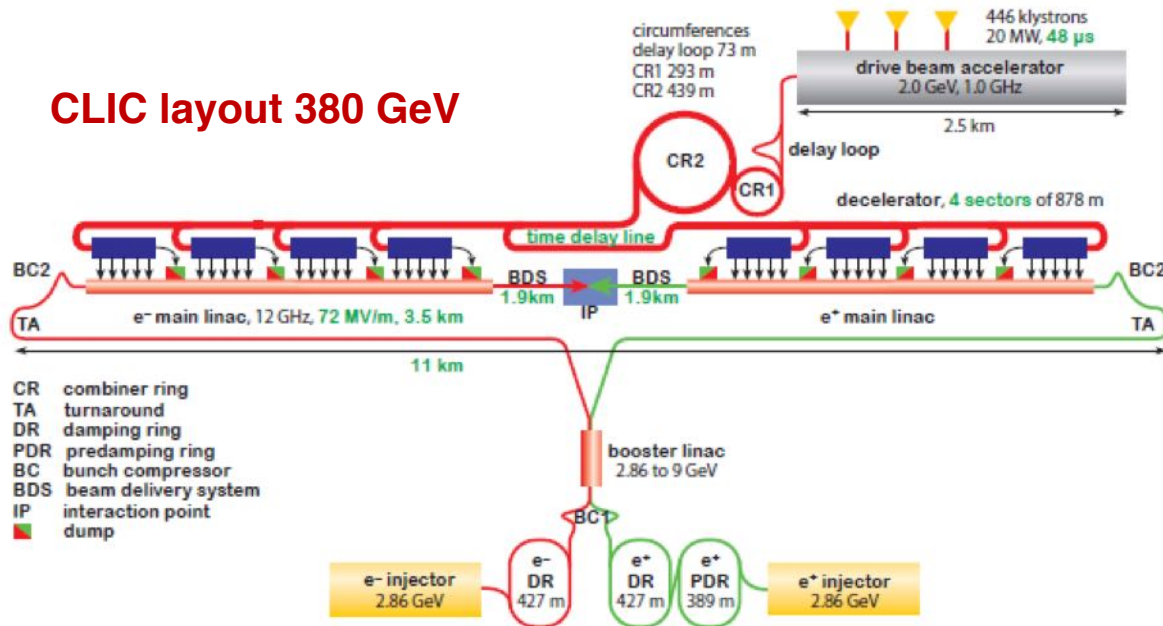 CLIC layout 380 GeV
circumferences
delay loop 73 m
CR1 293 m
CR2 439 m
446 klystrons
20 MW, 48 µs
drive beam accelerator
2.0 GeV, 1.0 GHz
2.5 km
delay loop
CR2
CR1
decelerator, 4 sectors of 878 m
time delay line
BC2
BDS
1.9km
IP
BDS
1.9km
BC2
TA
e⁻ main linac, 12 GHz, 72 MV/m, 3.5 km
e⁺ main linac
TA
11 km
CR combiner ring
TA turnaround
DR damping ring
PDR predamping ring
BC bunch compressor
BDS beam delivery system
IP interaction point
dump
booster linac
2.86 to 9 GeV
BC1
e⁻ injector
2.86 GeV
e⁻
DR
427 m
e⁺
DR
427 m
e⁺
PDR
389 m
e⁺ injector
2.86 GeV